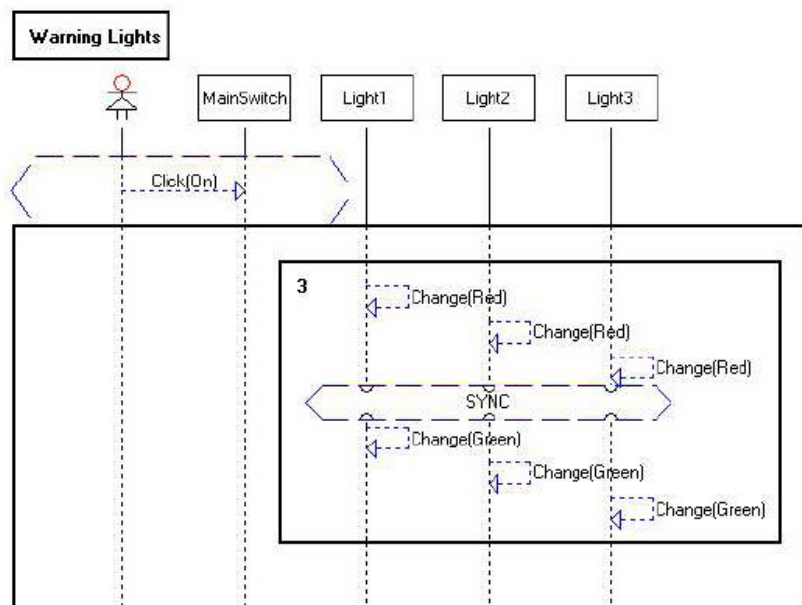 Warning Lights
MainSwitch
Light1
Light2
Light3
Click(On)
3
Change(Red)
Change(Red)
Change(Red)
SYNC
Change(Green)
Change(Green)
Change(Green)